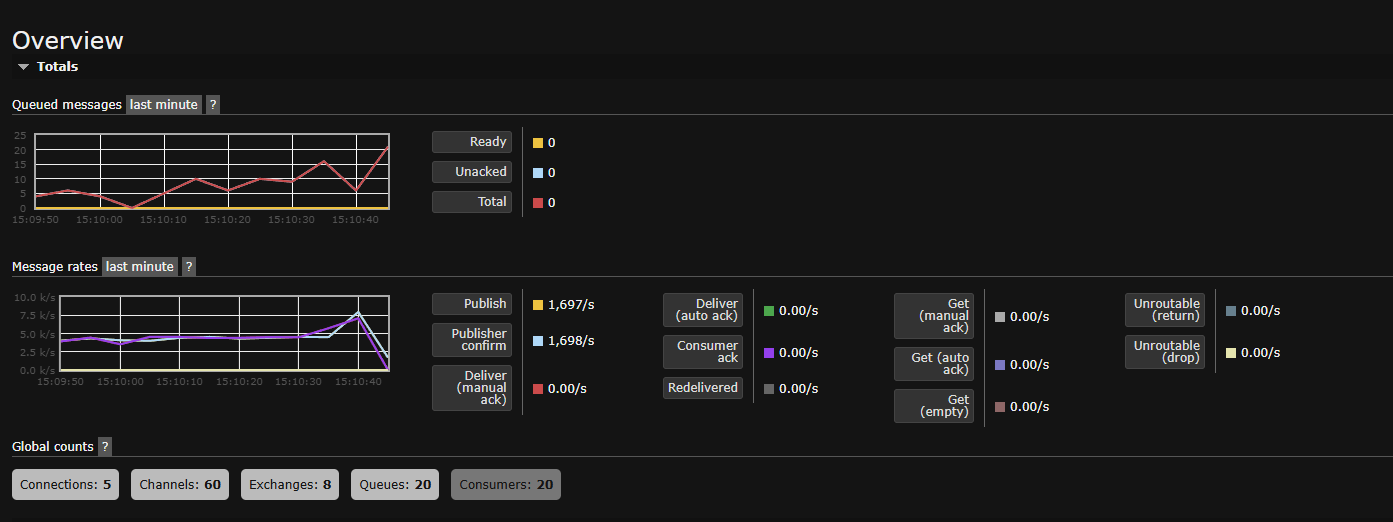 Overview
Totals
Queued messages last minute ?
25
20
15
10
5
0
15:09:50 15:10:00 15:10:10 15:10:20 15:10:30 15:10:40
Ready 0
Unacked 0
Total 0
Message rates last minute ?
10.0 k/s
7.5 k/s
5.0 k/s
2.5 k/s
0.0 k/s
15:09:50 15:10:00 15:10:10 15:10:20 15:10:30 15:10:40
Publish 1,697/s
Publisher
confirm 1,698/s
Deliver
(manual
ack) 0.00/s
Deliver
(auto ack) 0.00/s
Consumer
ack 0.00/s
Redelivered 0.00/s
Get
(manual
ack) 0.00/s
Get (auto
ack) 0.00/s
Get
(empty) 0.00/s
Unroutable
(return) 0.00/s
Unroutable
(drop) 0.00/s
Global counts ?
Connections: 5 Channels: 60 Exchanges: 8 Queues: 20 Consumers: 20